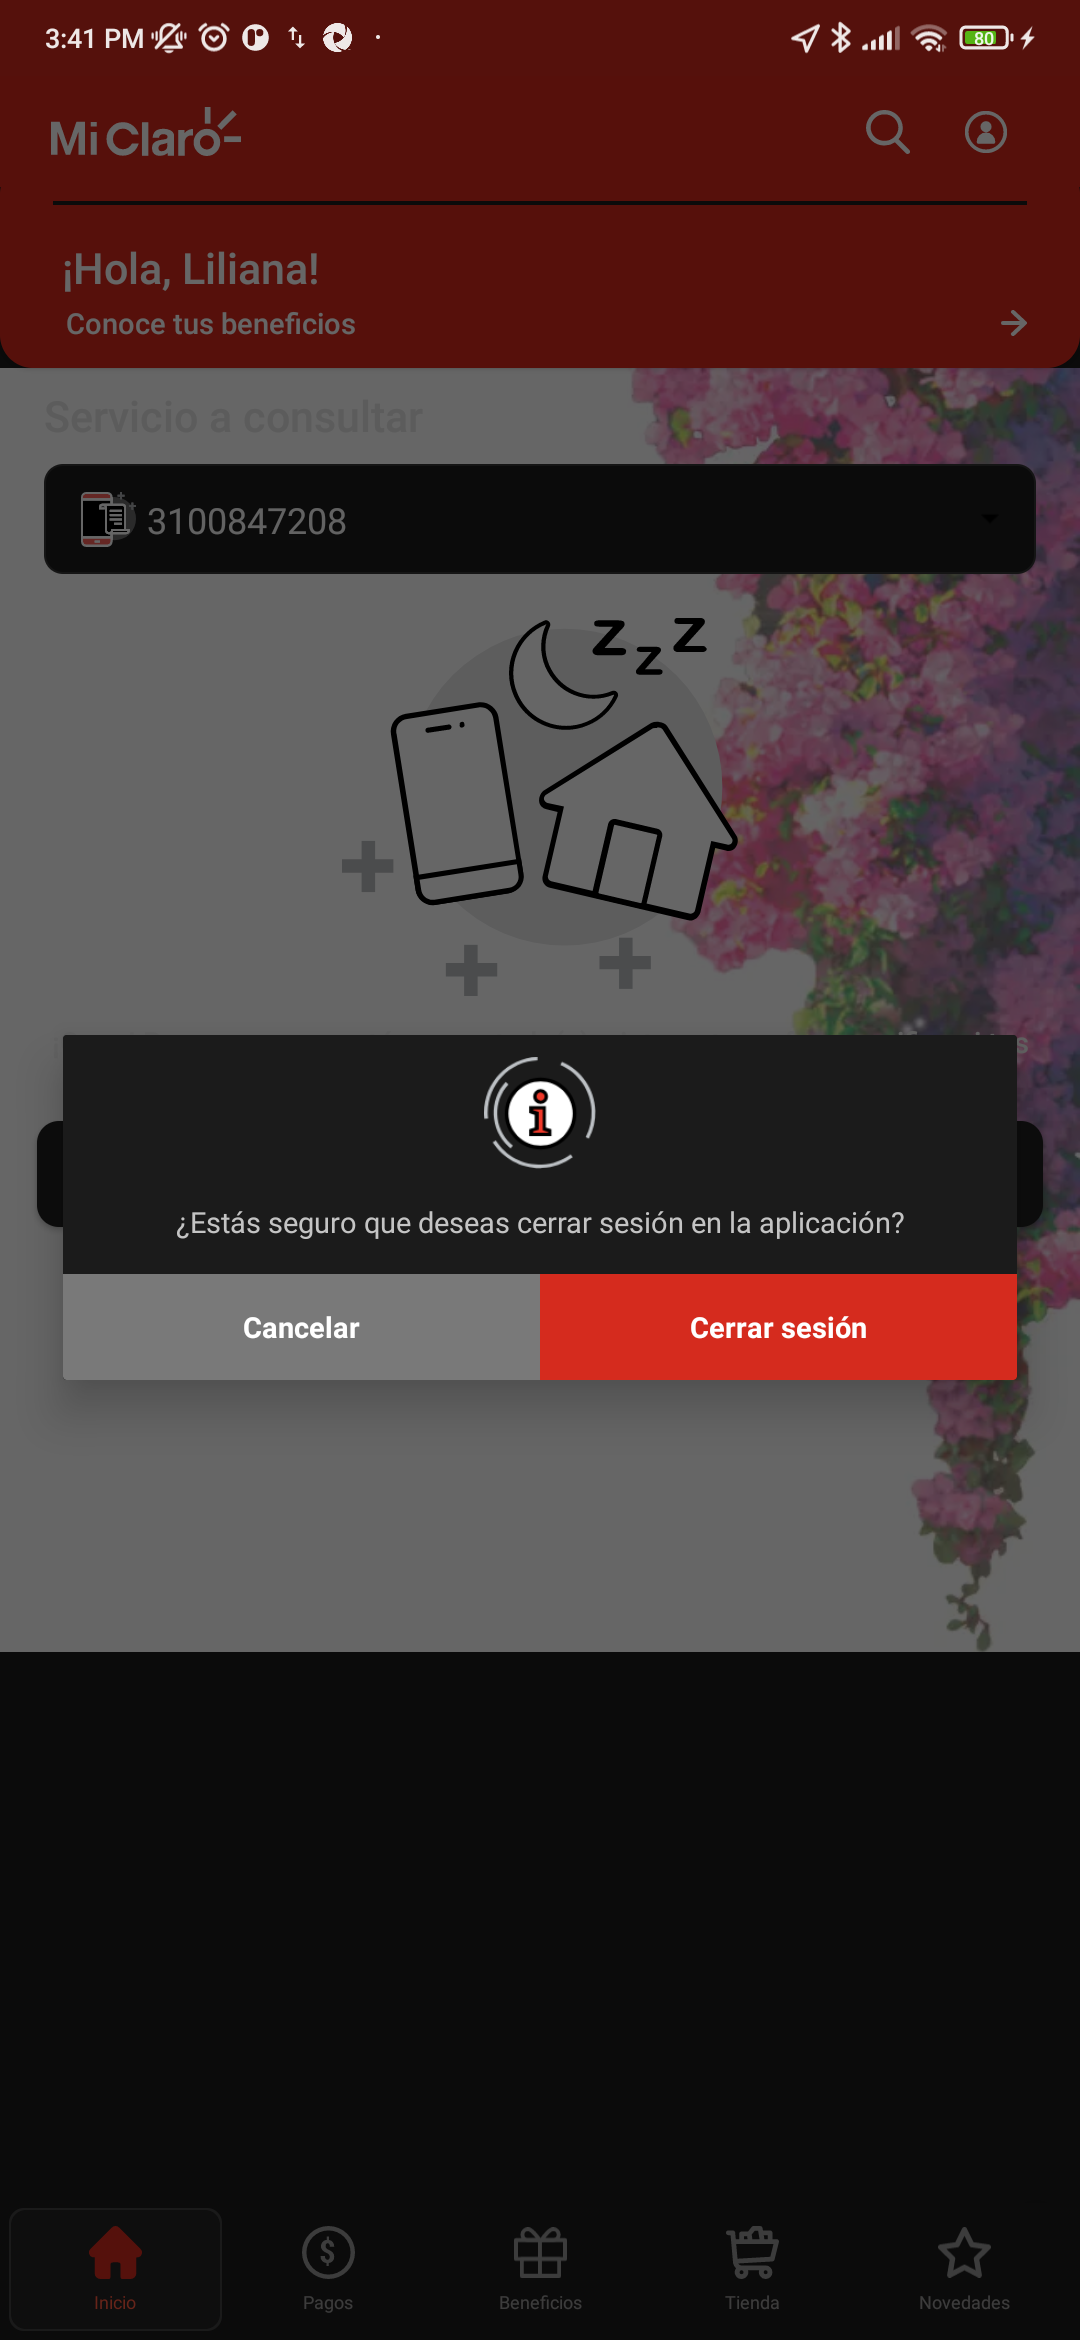 3:41 PM
80
Mi Claro
¡Hola, Liliana!
Conoce tus beneficios
Servicio a consultar
3100847208
z z z
¿Estás seguro que deseas cerrar sesión en la aplicación?
Cancelar
Cerrar sesión
Inicio
Pagos
Beneficios
Tienda
Novedades